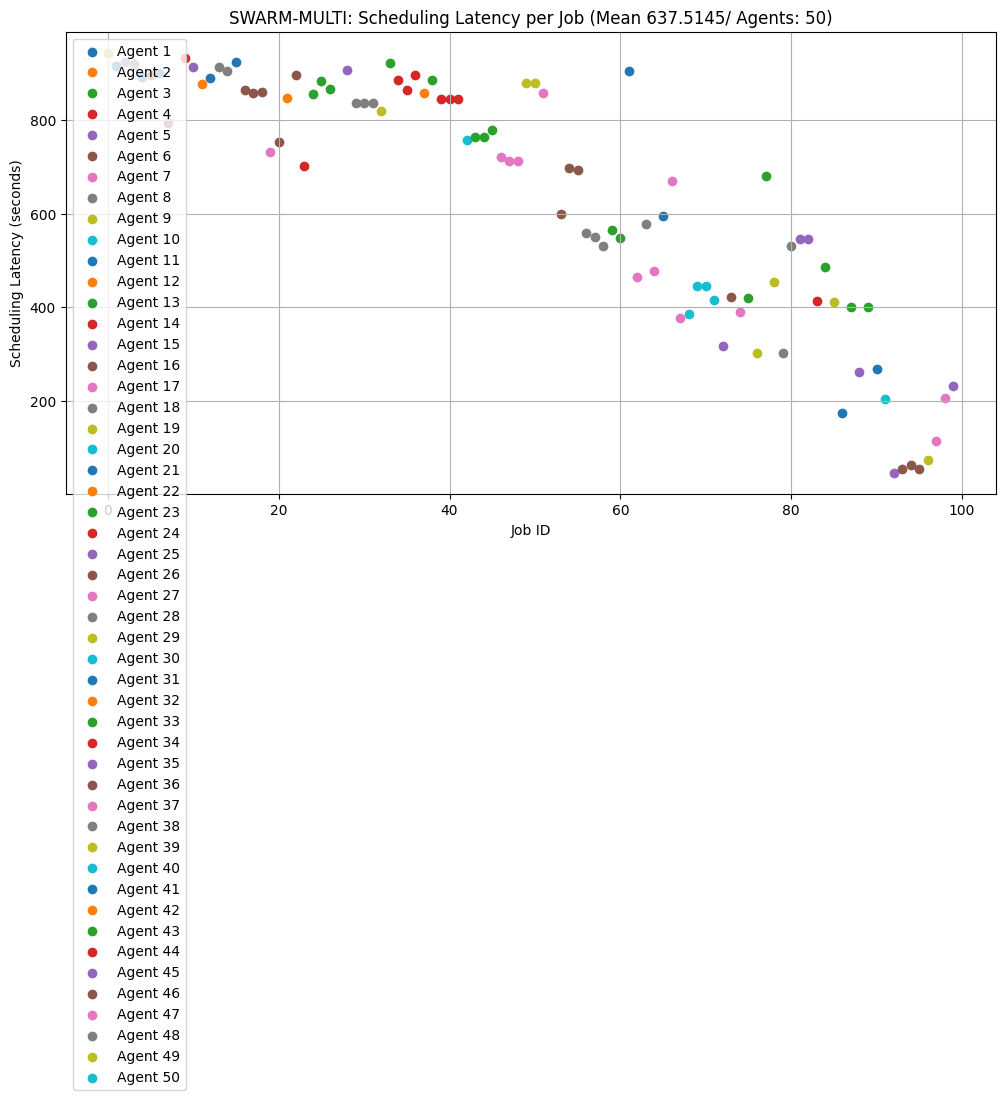 SWARM-MULTI: Scheduling Latency per Job (Mean 637.5145/ Agents: 50)
Scheduling Latency (seconds)
800
600
400
200
0
20
40
60
80
100
Job ID
Agent 1
Agent 2
Agent 3
Agent 4
Agent 5
Agent 6
Agent 7
Agent 8
Agent 9
Agent 10
Agent 11
Agent 12
Agent 13
Agent 14
Agent 15
Agent 16
Agent 17
Agent 18
Agent 19
Agent 20
Agent 21
Agent 22
Agent 23
Agent 24
Agent 25
Agent 26
Agent 27
Agent 28
Agent 29
Agent 30
Agent 31
Agent 32
Agent 33
Agent 34
Agent 35
Agent 36
Agent 37
Agent 38
Agent 39
Agent 40
Agent 41
Agent 42
Agent 43
Agent 44
Agent 45
Agent 46
Agent 47
Agent 48
Agent 49
Agent 50